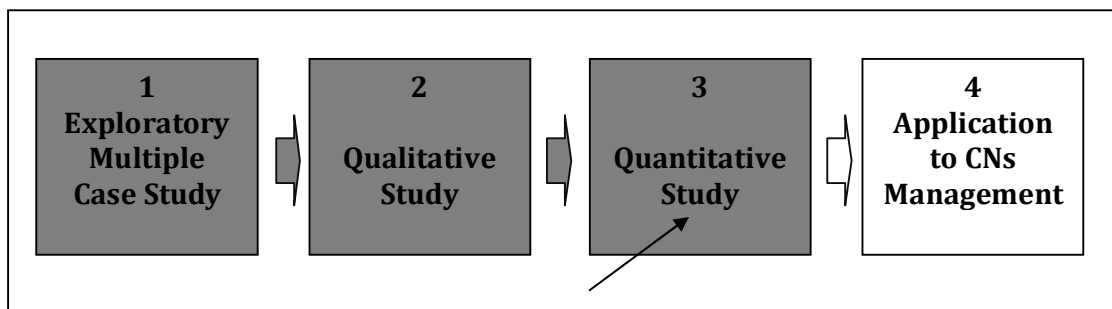 1
Exploratory
Multiple
Case Study
2
Qualitative
Study
3
Quantitative
Study
4
Application
to CNs
Management